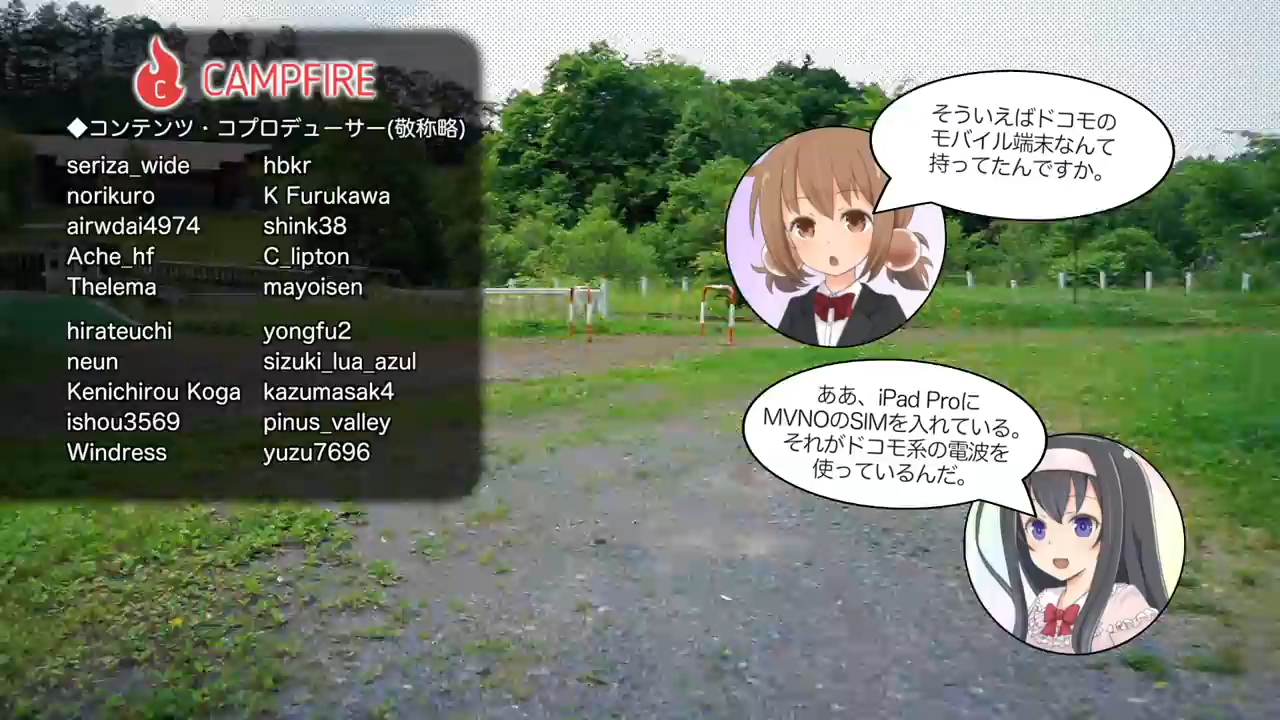 CAMPFIRE
◆コンテンツ・コプロデューサー(敬称略)
seriza_wide
norikuro
airwdai4974
Ache_hf
Thelema
hirateuchi
neun
Kenichirou Koga
ishou3569
Windress
hbkr
K Furukawa
shink38
C_lipton
mayoisen
yongfu2
sizuki_lua_azul
kazumasak4
pinus_valley
yuzu7696
そういえばドコモの
モバイル端末なんて
持ってたんですか。
ああ、iPad Proに
MVNOのSIMを入れている。
それがドコモ系の電波を
使っているんだ。